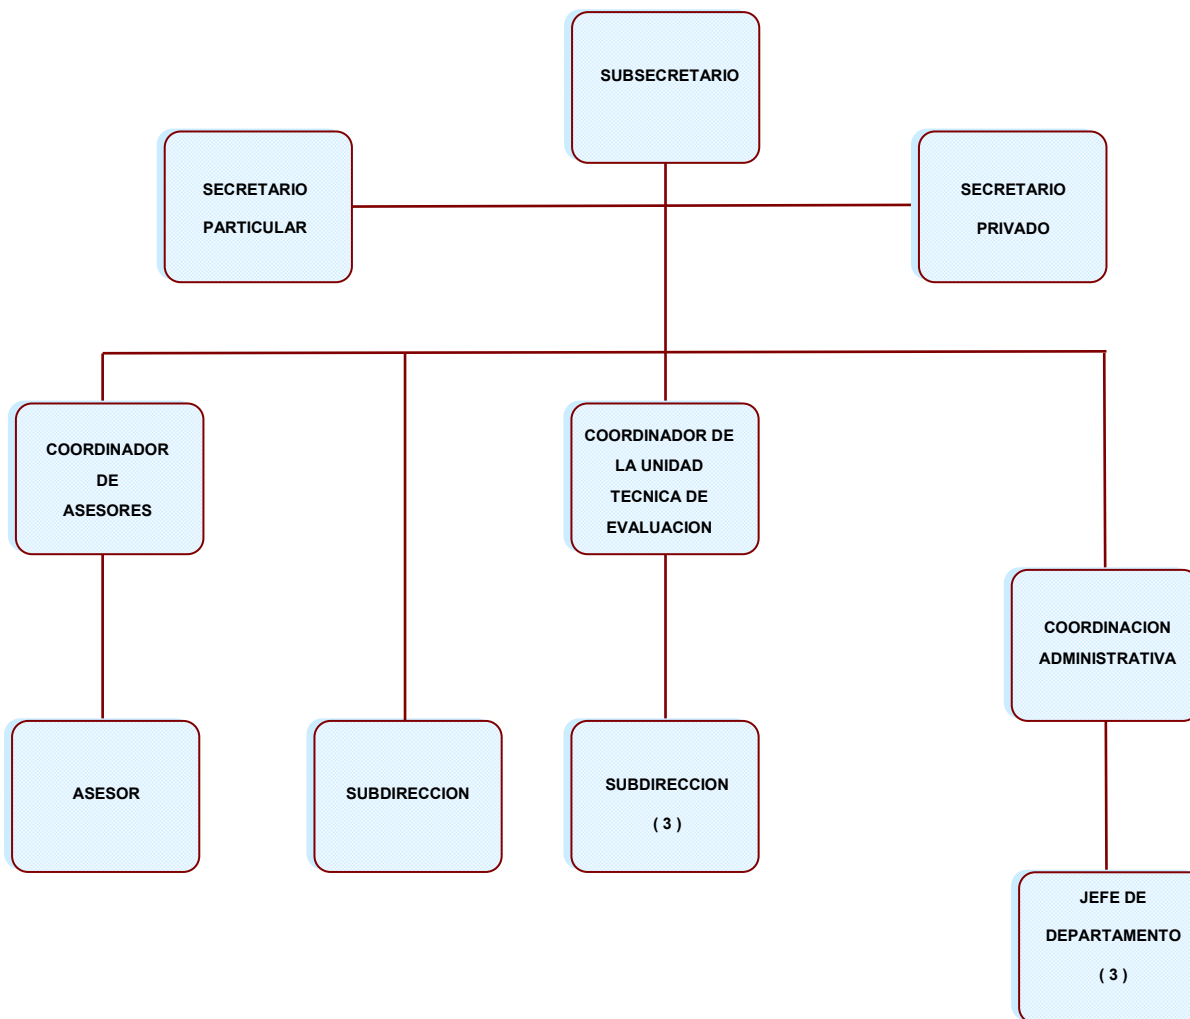 SUBSECRETARIO
SECRETARIO
PARTICULAR
SECRETARIO
PRIVADO
COORDINADOR
DE
ASESORES
COORDINADOR DE
LA UNIDAD
TECNICA DE
EVALUACION
COORDINACION
ADMINISTRATIVA
ASESOR
SUBDIRECCION
SUBDIRECCION
( 3 )
JEFE DE
DEPARTAMENTO
( 3 )